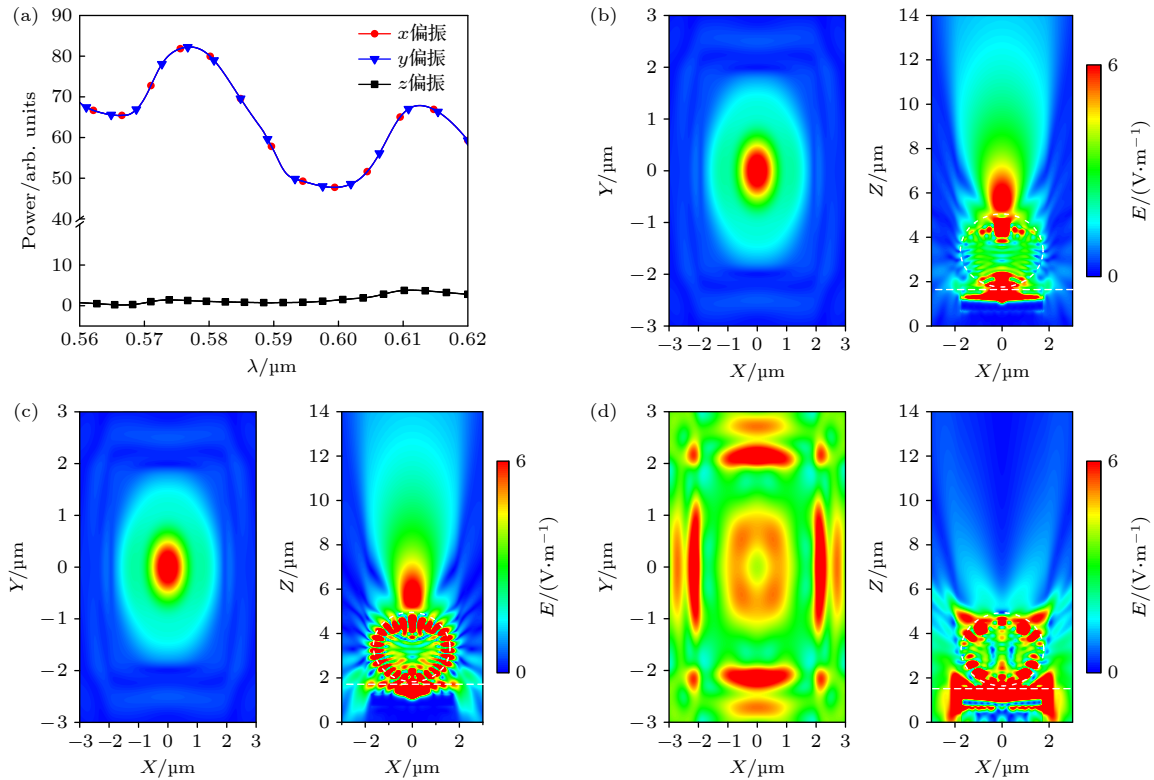 (a)
90
80
70
60
50
40
10
0
Power/arb. units
x偏振
y偏振
z偏振
0.56 0.57 0.58 0.59 0.60 0.61 0.62
λ/µm
(b)
3
2
1
0
−1
−2
−3
Y/µm
−3 −2 −1 0 1 2 3
X/µm
14
12
10
8
6
4
2
0
Z/µm
−2 0 2
X/µm
6
0
E/(V·m⁻¹)
(c)
3
2
1
0
−1
−2
−3
Y/µm
−3 −2 −1 0 1 2 3
X/µm
14
12
10
8
6
4
2
0
Z/µm
−2 0 2
X/µm
6
0
E/(V·m⁻¹)
(d)
3
2
1
0
−1
−2
−3
Y/µm
−3 −2 −1 0 1 2 3
X/µm
14
12
10
8
6
4
2
0
Z/µm
−2 0 2
X/µm
6
0
E/(V·m⁻¹)